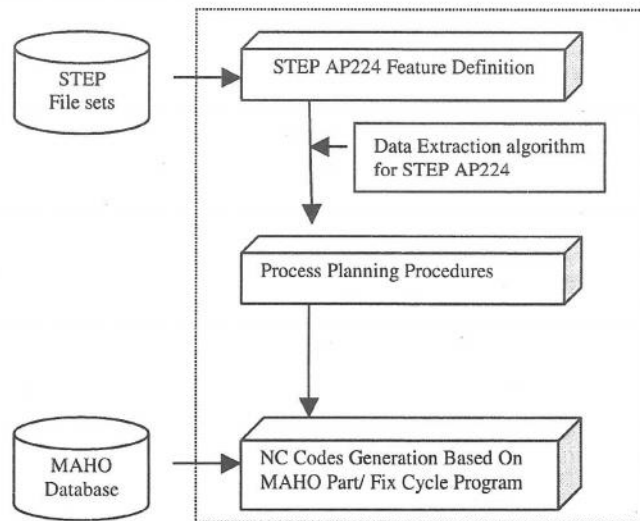 STEP
File sets
STEP AP224 Feature Definition
Data Extraction algorithm
for STEP AP224
Process Planning Procedures
MAHO
Database
NC Codes Generation Based On
MAHO Part/ Fix Cycle Program